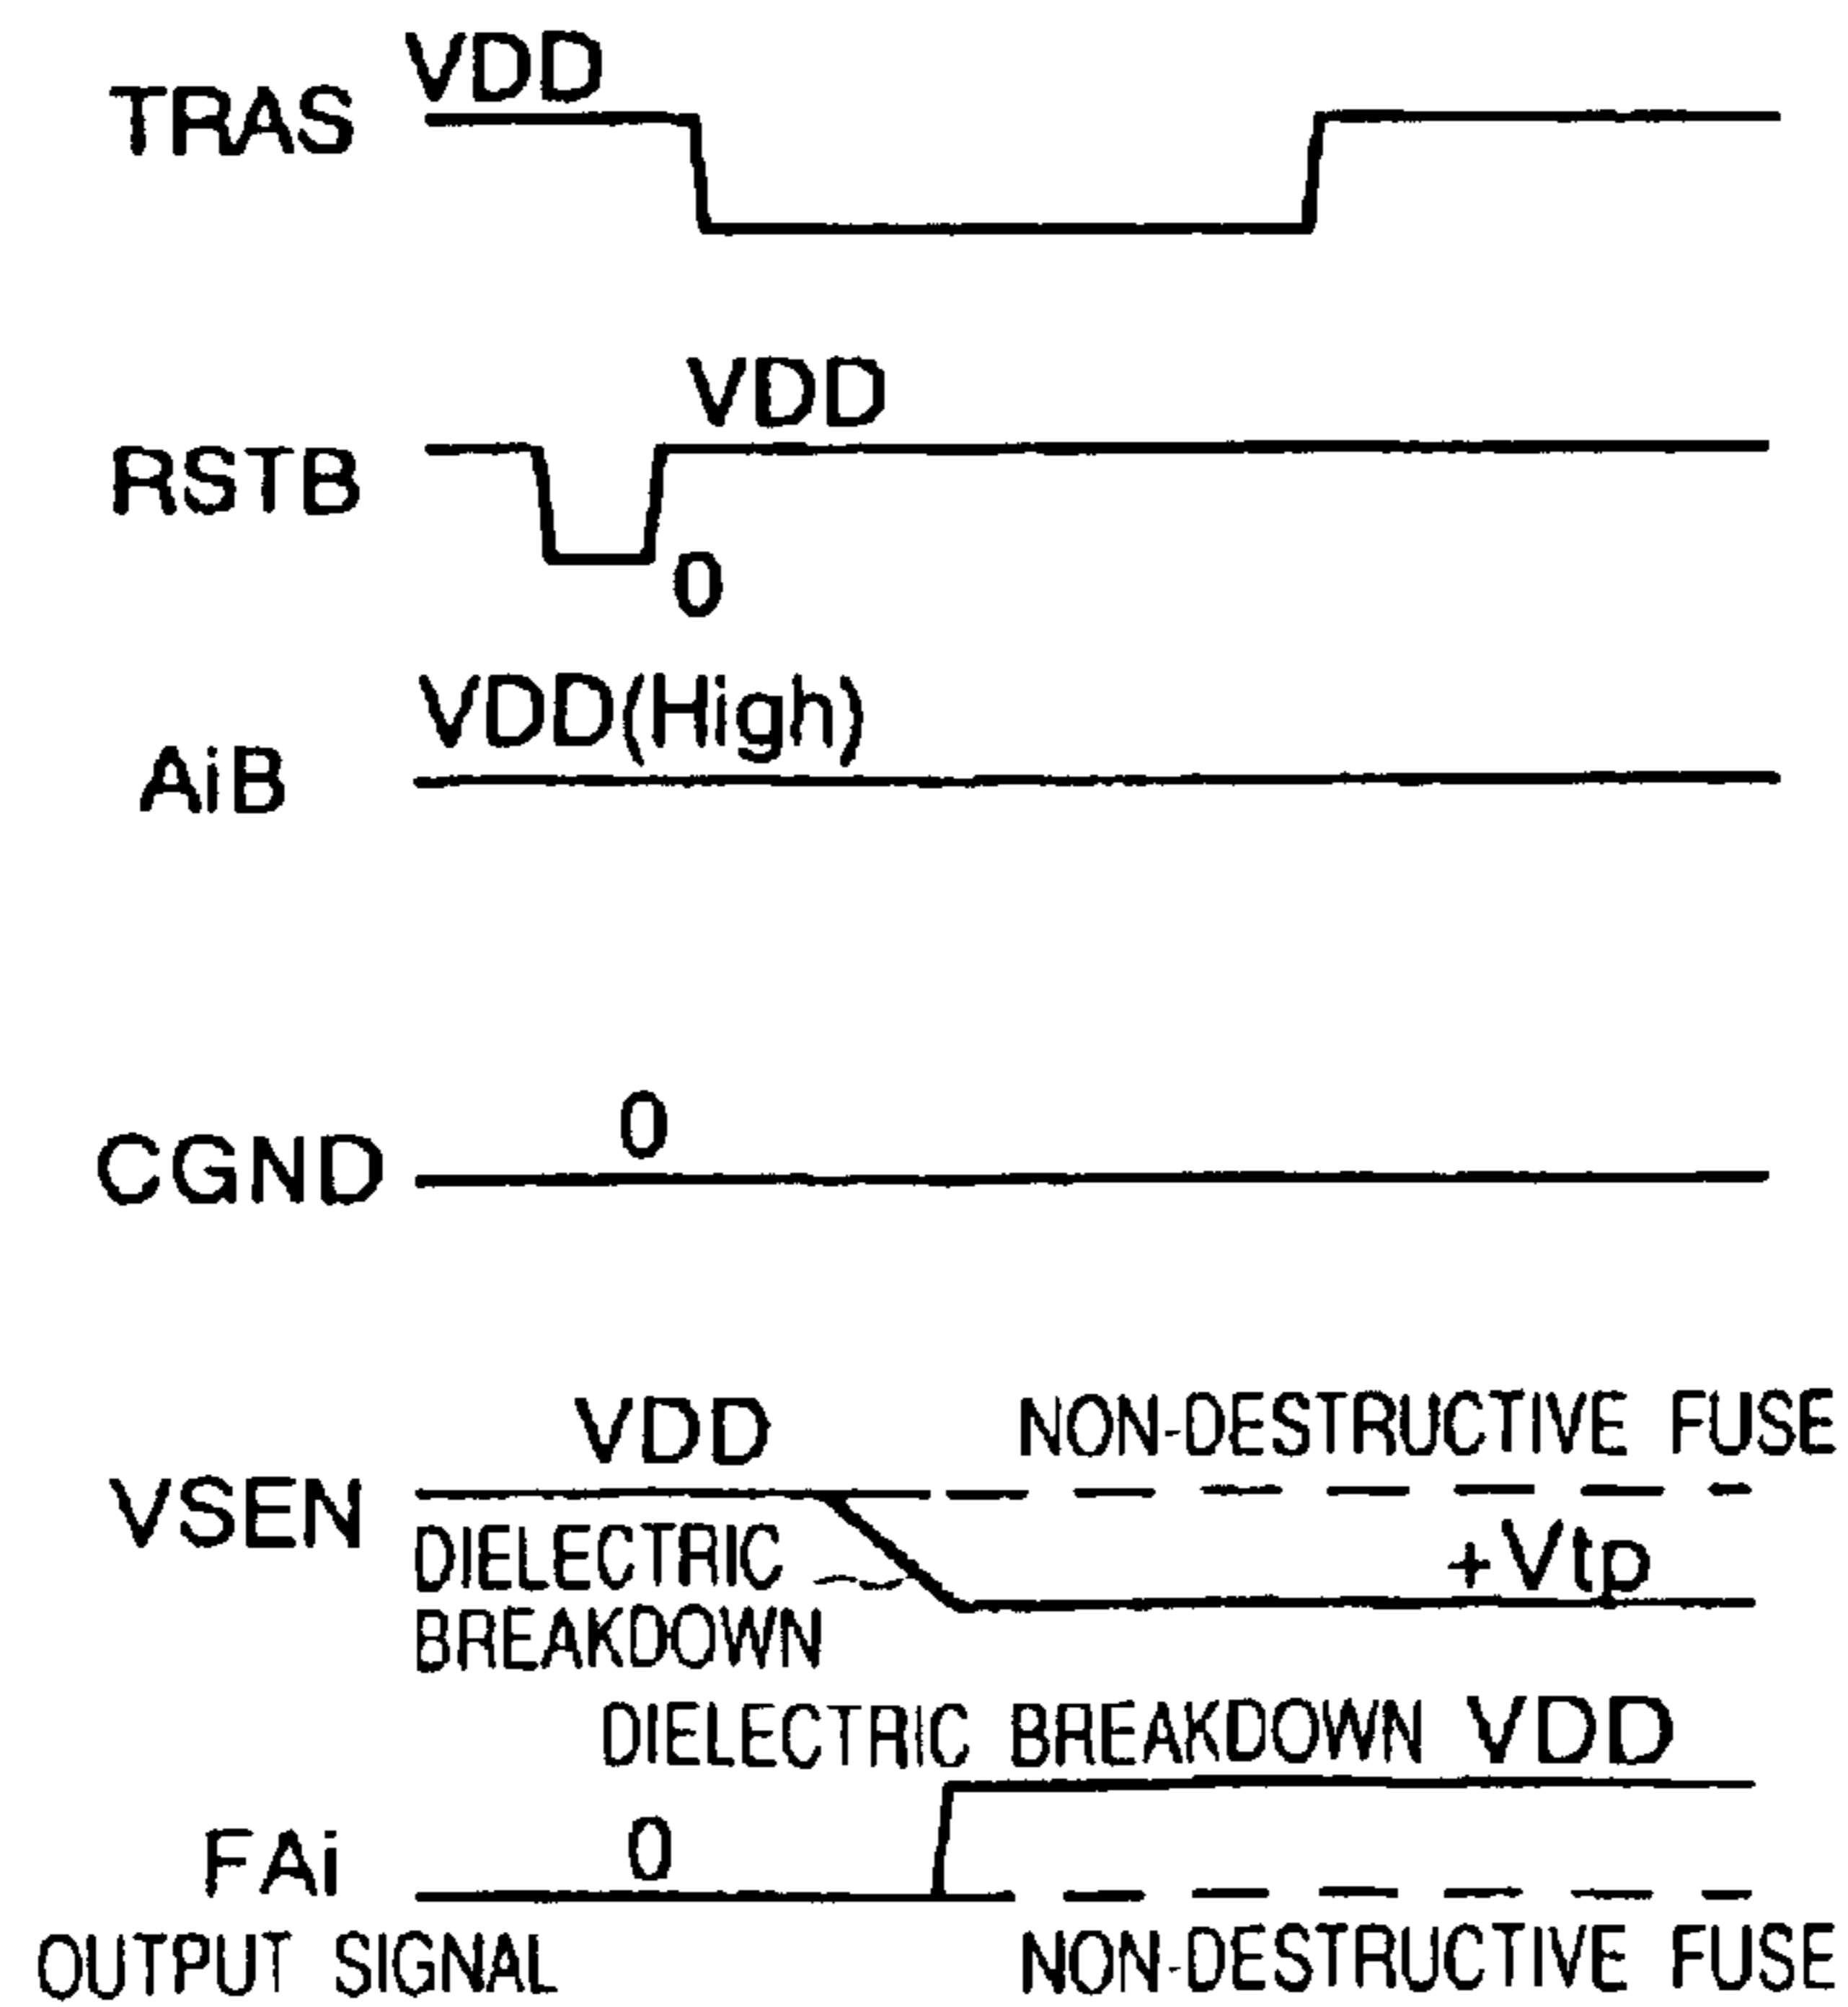 VDD
TRAS
VDD
RSTB
0
VDD(High)
AiB
0
CGND
VDD
NON-DESTRUCTIVE FUSE
VSEN
DIELECTRIC
BREAKDOWN
+Vtp
DIELECTRIC BREAKDOWN VDD
FAi
0
OUTPUT SIGNAL
NON-DESTRUCTIVE FUSE